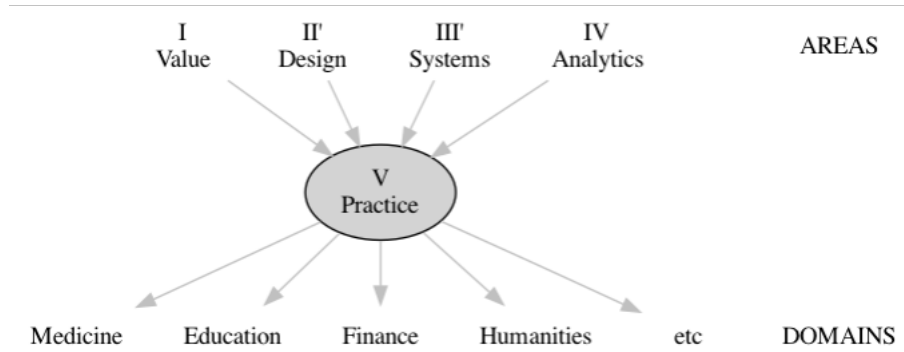 I II' III' IV
Value Design Systems Analytics AREAS
V
Practice
Medicine Education Finance Humanities etc DOMAINS